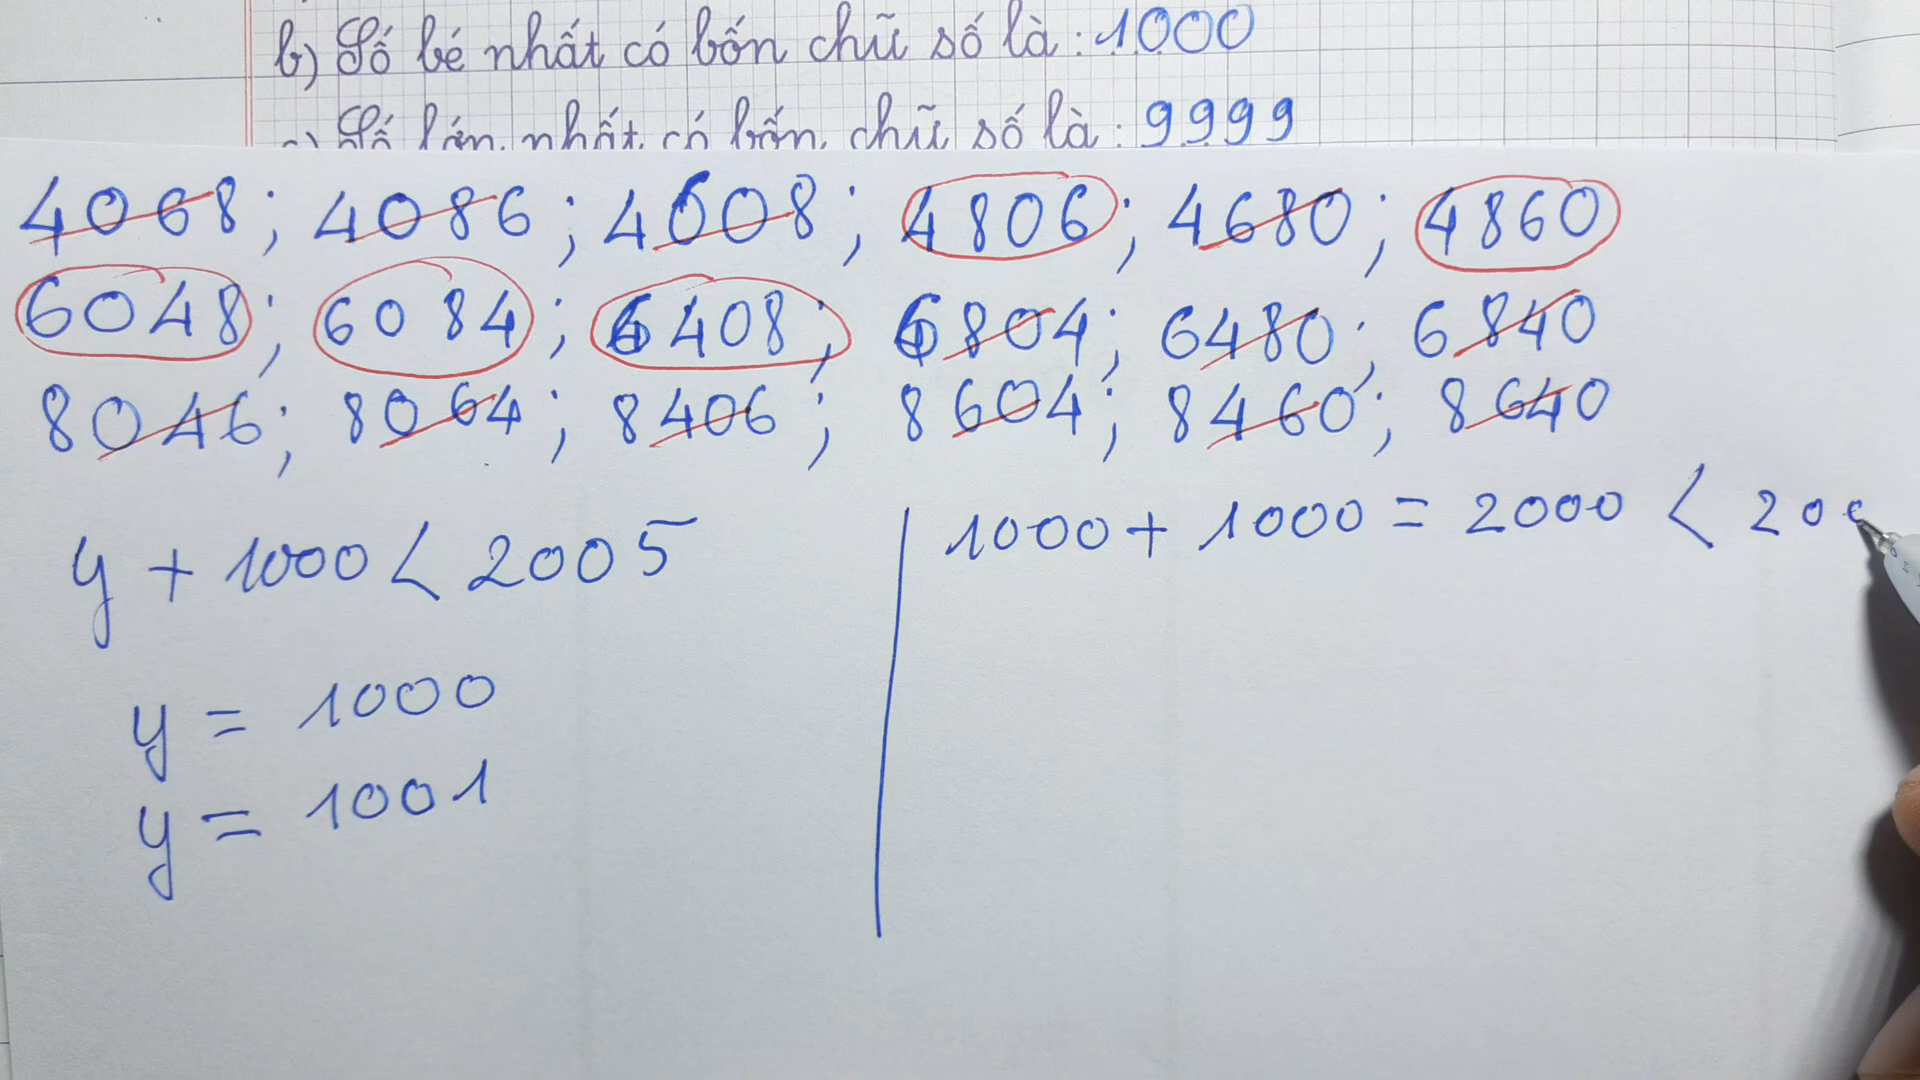 b) Số bé nhất có bốn chữ số là: 1000
c) Số lớn nhất có bốn chữ số là: 9999
4068; 4086; 4608; 4806; 4680; 4860
6048; 6084; 6408; 6804; 6480; 6840
8046; 8064; 8406; 8604; 8460; 8640
y + 1000 < 2005
y = 1000
y = 1001
1000 + 1000 = 2000 < 200